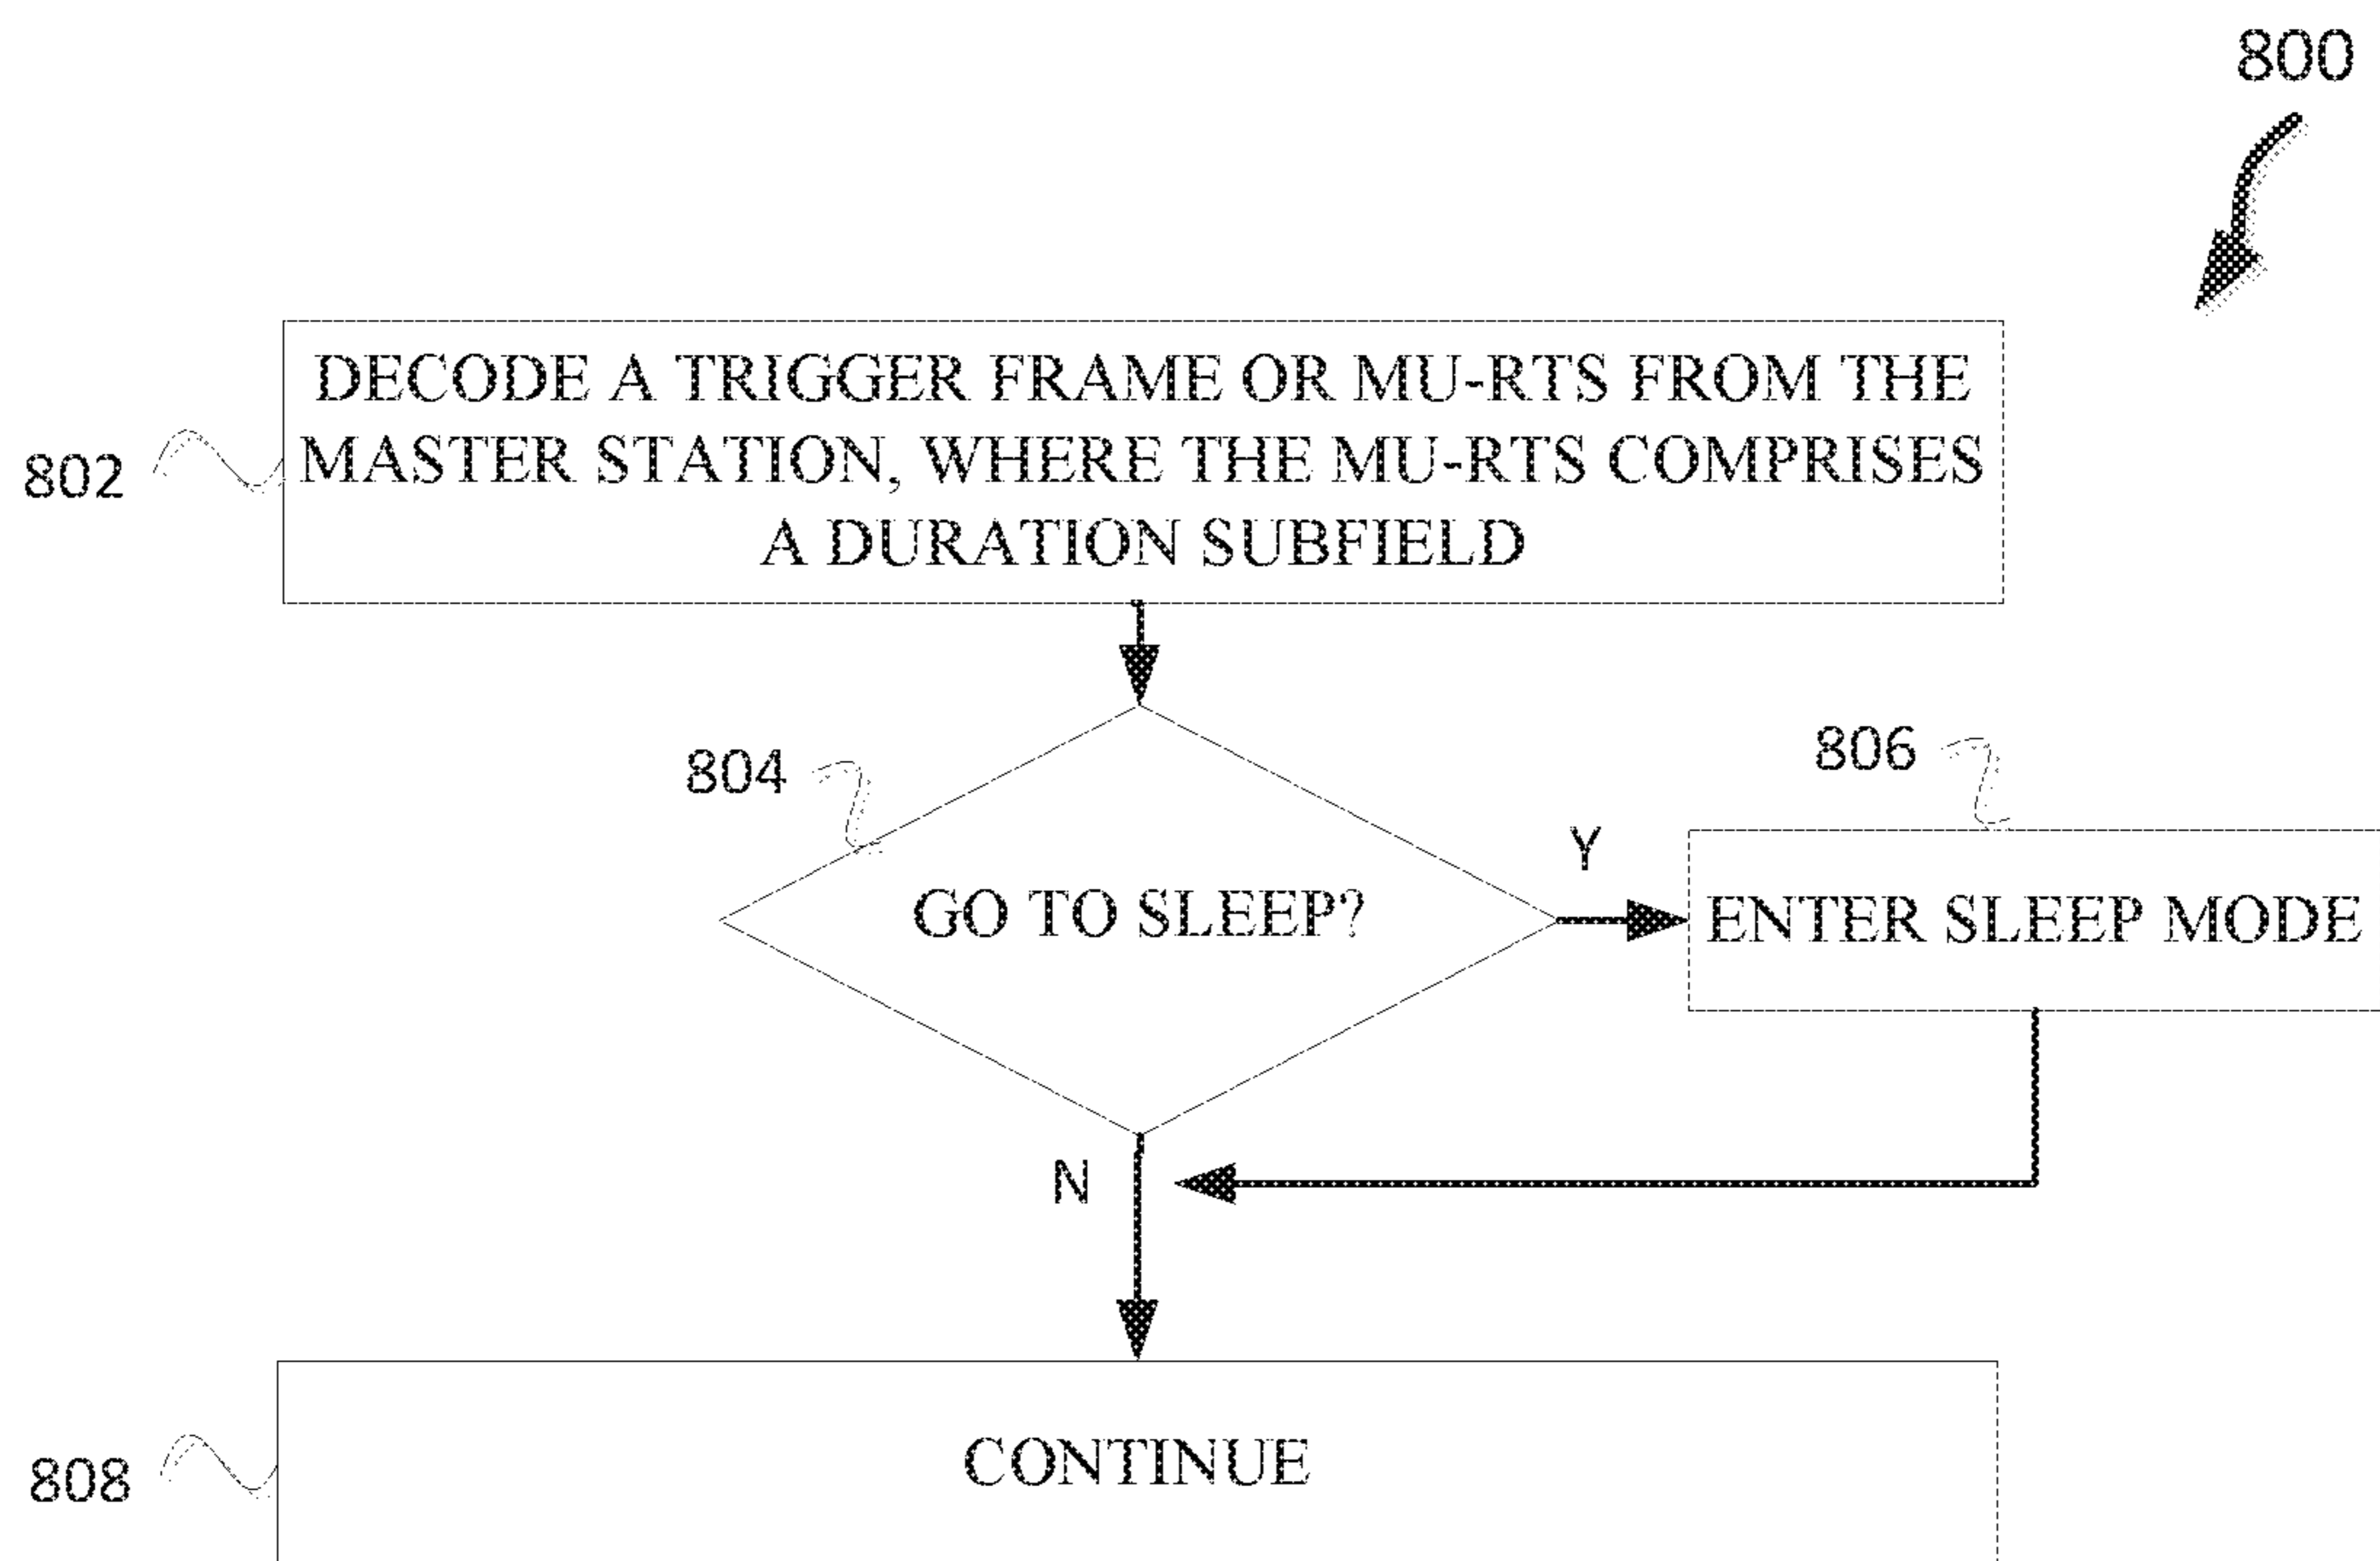 800
DECODE A TRIGGER FRAME OR MU-RTS FROM THE
MASTER STATION, WHERE THE MU-RTS COMPRISES
A DURATION SUBFIELD
802
804
GO TO SLEEP?
Y
806
ENTER SLEEP MODE
N
CONTINUE
808